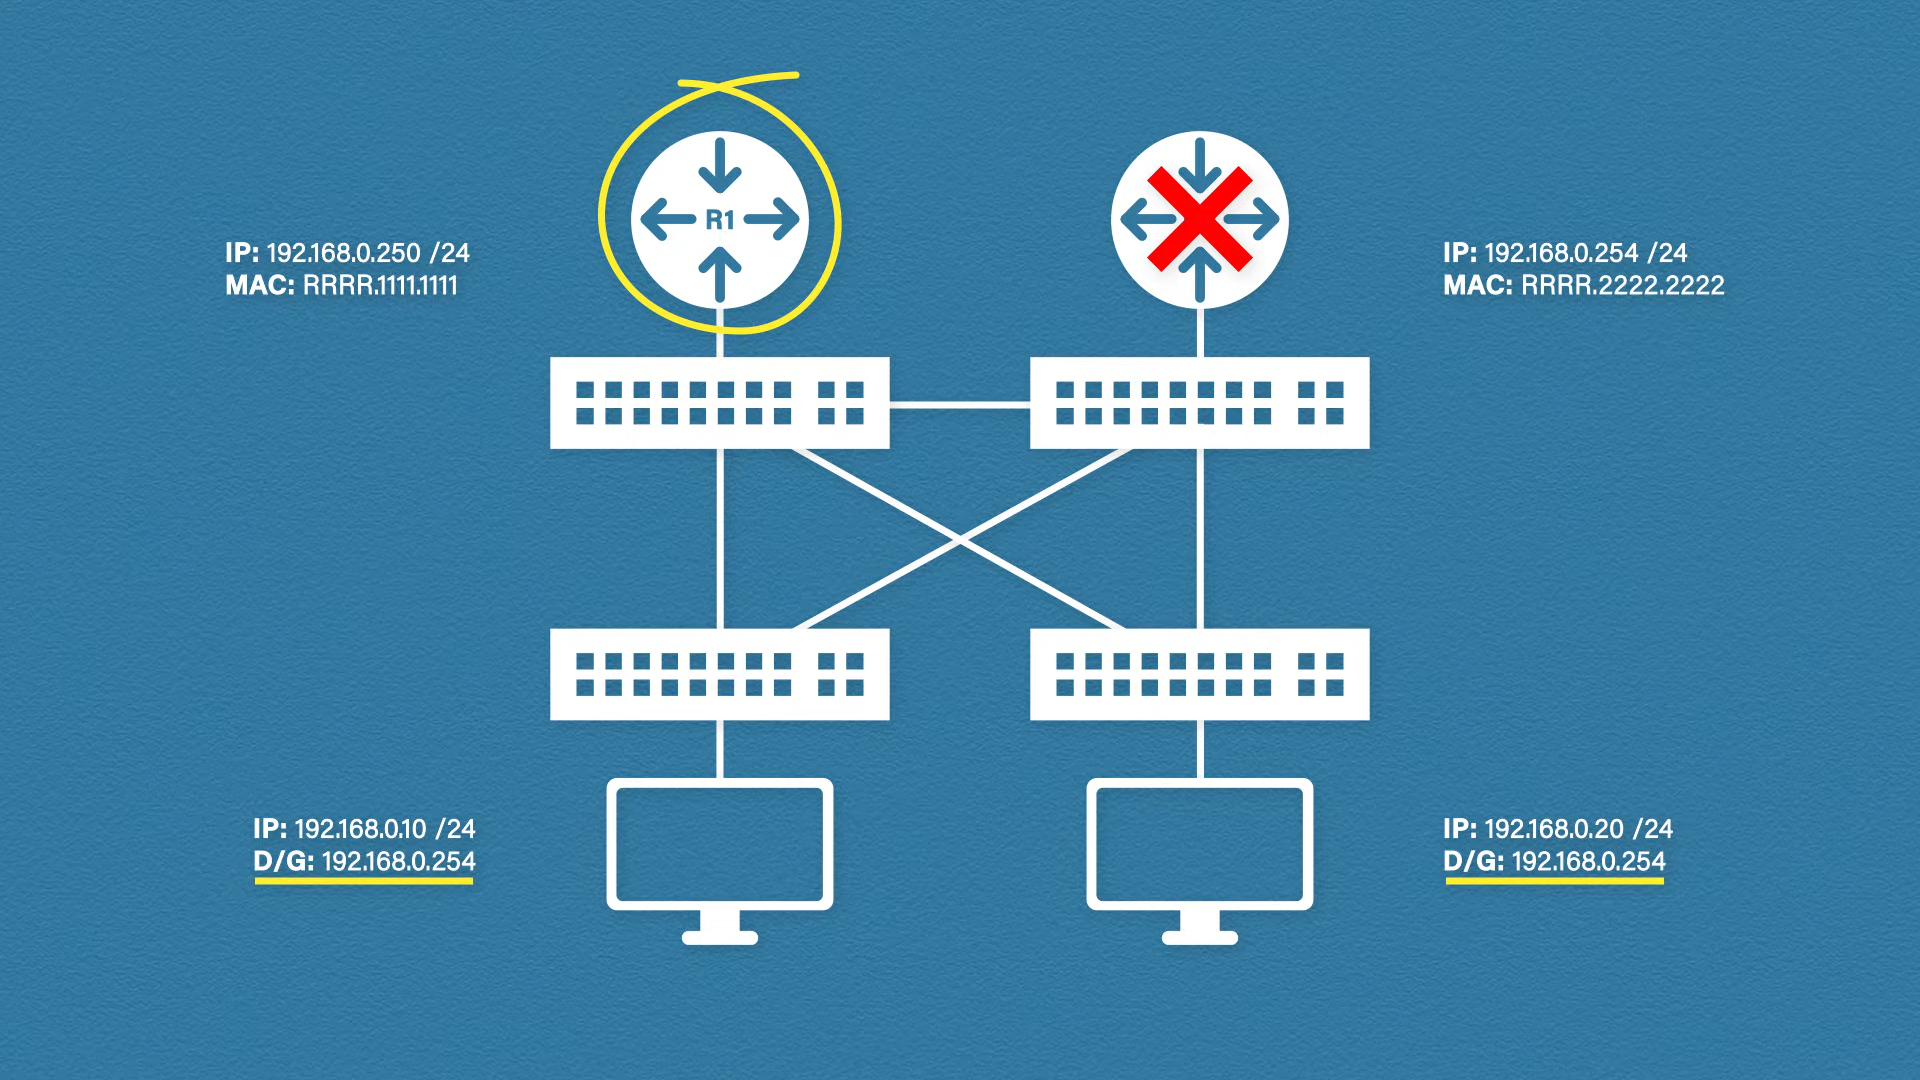 R1
IP: 192.168.0.250 /24
MAC: RRRR.1111.1111
IP: 192.168.0.254 /24
MAC: RRRR.2222.2222
IP: 192.168.0.10 /24
D/G: 192.168.0.254
IP: 192.168.0.20 /24
D/G: 192.168.0.254